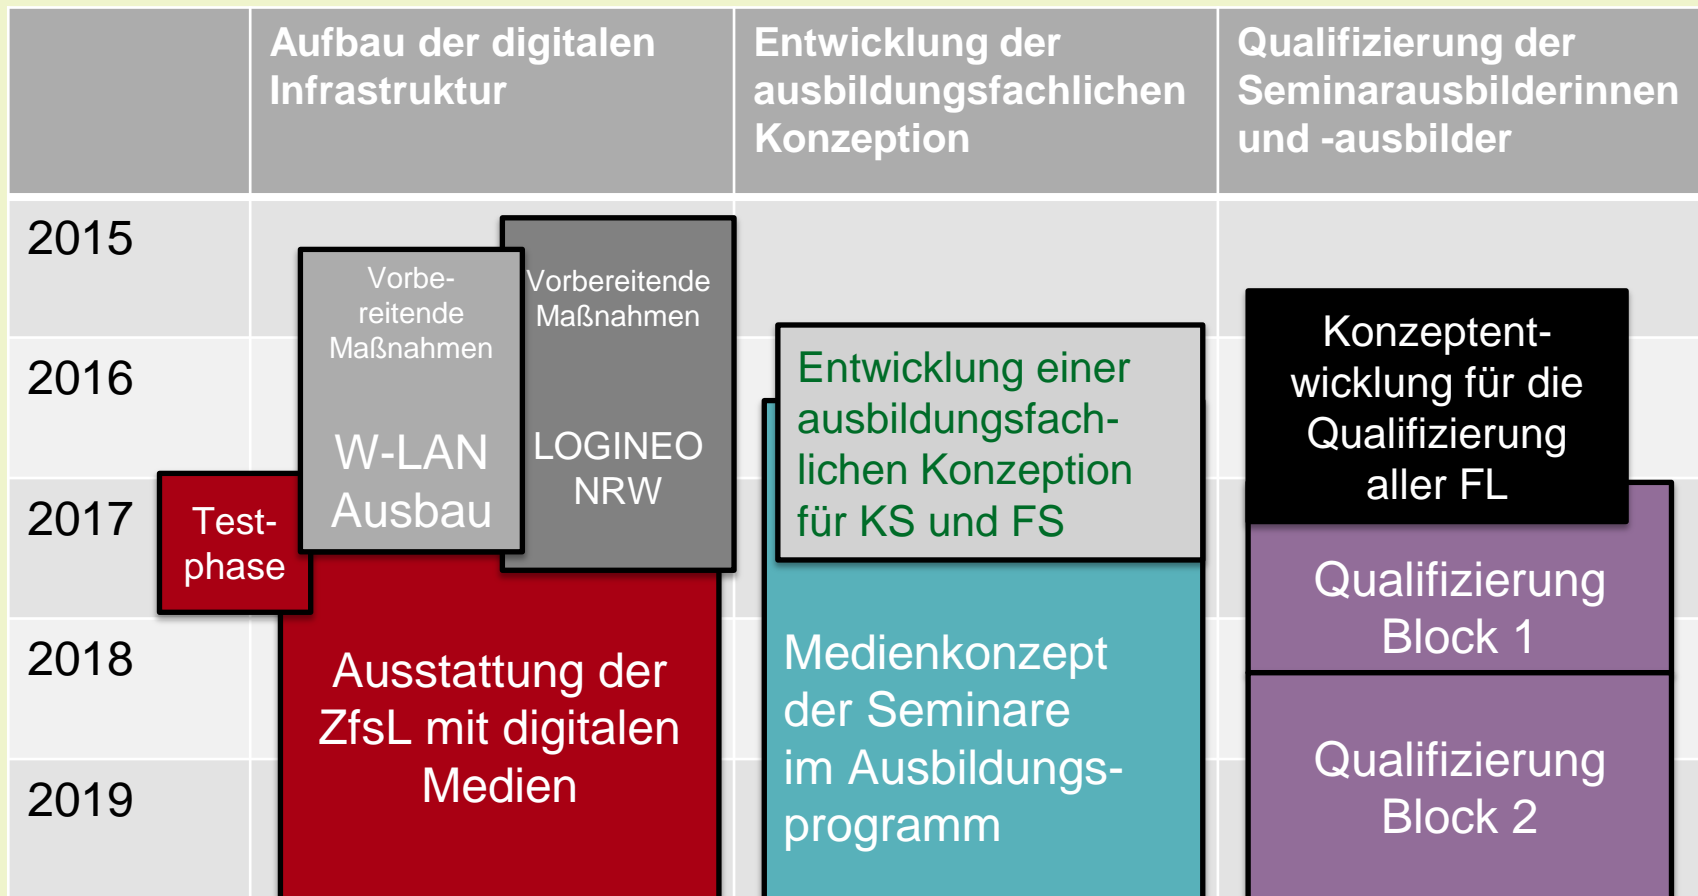 Aufbau der digitalen
Infrastruktur
Entwicklung der
ausbildungsfachlichen
Konzeption
Qualifizierung der
Seminarausbilderinnen
und -ausbilder
2015
2016
2017
2018
2019
Test-
phase
Vorbe-
reitende
Maßnahmen
W-LAN
Ausbau
Vorbereitende
Maßnahmen
LOGINEO
NRW
Ausstattung der
ZfsL mit digitalen
Medien
Entwicklung einer
ausbildungsfach-
lichen Konzeption
für KS und FS
Medienkonzept
der Seminare
im Ausbildungs-
programm
Konzeptent-
wicklung für die
Qualifizierung
aller FL
Qualifizierung
Block 1
Qualifizierung
Block 2